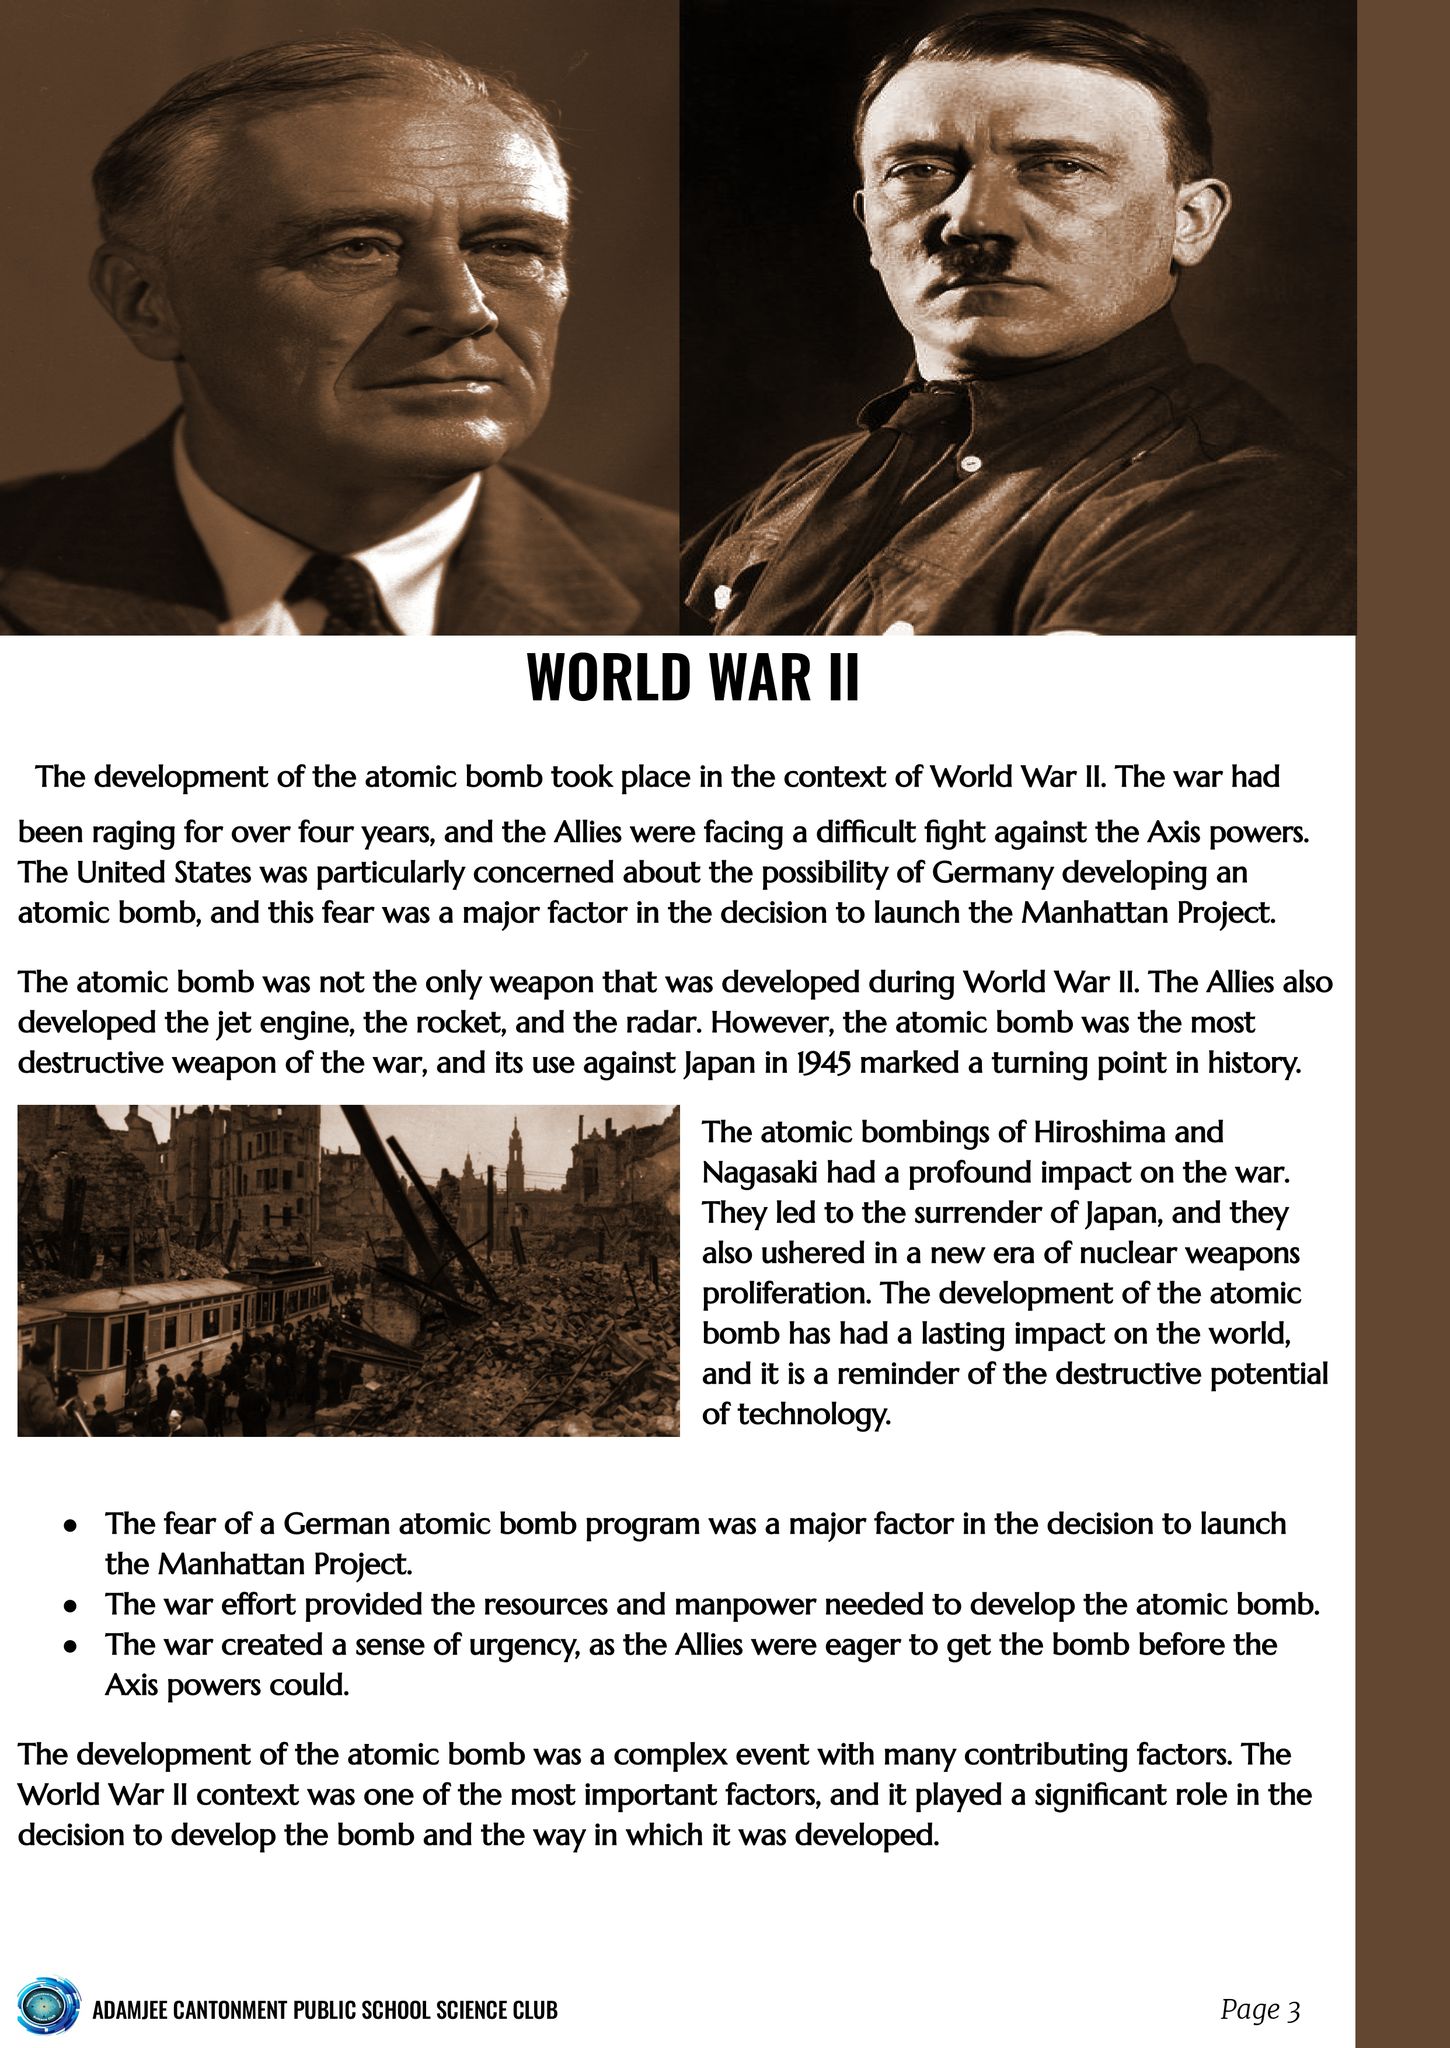 WORLD WAR II
The development of the atomic bomb took place in the context of World War II. The war had
been raging for over four years, and the Allies were facing a difficult fight against the Axis powers.
The United States was particularly concerned about the possibility of Germany developing an
atomic bomb, and this fear was a major factor in the decision to launch the Manhattan Project.
The atomic bomb was not the only weapon that was developed during World War II. The Allies also
developed the jet engine, the rocket, and the radar. However, the atomic bomb was the most
destructive weapon of the war, and its use against Japan in 1945 marked a turning point in history.
The atomic bombings of Hiroshima and
Nagasaki had a profound impact on the war.
They led to the surrender of Japan, and they
also ushered in a new era of nuclear weapons
proliferation. The development of the atomic
bomb has had a lasting impact on the world,
and it is a reminder of the destructive potential
of technology.
● The fear of a German atomic bomb program was a major factor in the decision to launch
the Manhattan Project.
● The war effort provided the resources and manpower needed to develop the atomic bomb.
● The war created a sense of urgency, as the Allies were eager to get the bomb before the
Axis powers could.
The development of the atomic bomb was a complex event with many contributing factors. The
World War II context was one of the most important factors, and it played a significant role in the
decision to develop the bomb and the way in which it was developed.
ADAMJEE CANTONMENT PUBLIC SCHOOL SCIENCE CLUB
Page 3